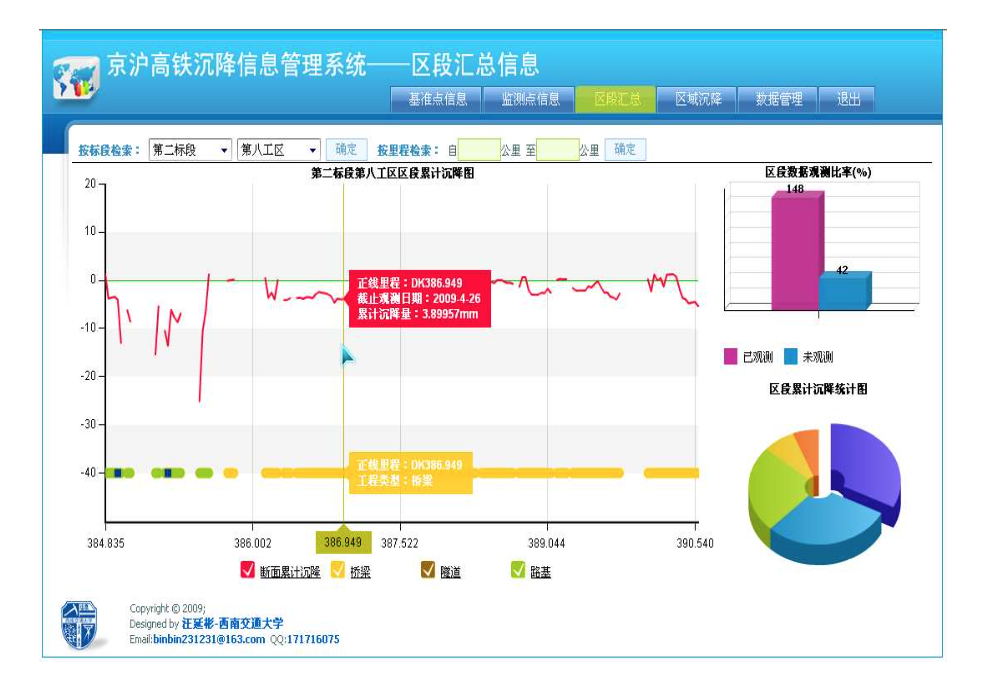 京沪高铁沉降信息管理系统——区段汇总信息
基准点信息 监测点信息 区段汇总 区域沉降 数据管理 退出
按标段检索： 第二标段 第八工区 确定 按里程检索： 自 公里 至 公里 确定
第二标段第八工区区段累计沉降图
20
10
0
-10
-20
-30
-40
正线里程：DK386.949
截止观测日期：2009-4-26
累计沉降量：3.89957mm
正线里程：DK386.949
工程类型：桥梁
384.835 386.002 386.949 387.522 389.044 390.540
断面累计沉降 桥梁 隧道 路基
区段数据观测比率(%)
148
42
已观测 未观测
区段累计沉降统计图
Copyright © 2009;
Designed by 汪延彬-西南交通大学
Email:binbin231231@163.com QQ:171716075